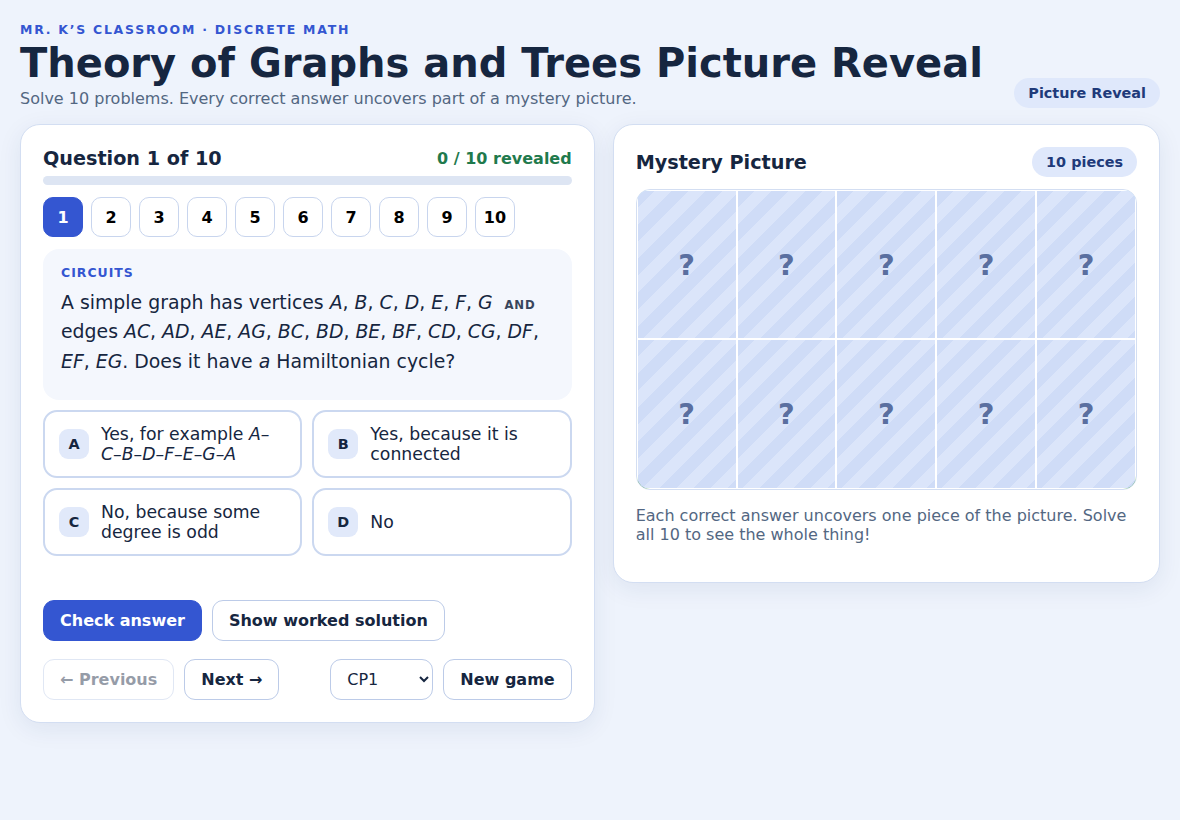 MR. K’S CLASSROOM · DISCRETE MATH
Theory of Graphs and Trees Picture Reveal
Solve 10 problems. Every correct answer uncovers part of a mystery picture.
Picture Reveal
Question 1 of 10
0 / 10 revealed
1 2 3 4 5 6 7 8 9 10
CIRCUITS
A simple graph has vertices A, B, C, D, E, F, G AND
edges AC, AD, AE, AG, BC, BD, BE, BF, CD, CG, DF,
EF, EG. Does it have a Hamiltonian cycle?
A
Yes, for example A–
C–B–D–F–E–G–A
B
Yes, because it is
connected
C
No, because some
degree is odd
D
No
Check answer
Show worked solution
← Previous
Next →
CP1
New game
Mystery Picture
10 pieces
? ? ? ? ?
? ? ? ? ?
Each correct answer uncovers one piece of the picture. Solve
all 10 to see the whole thing!